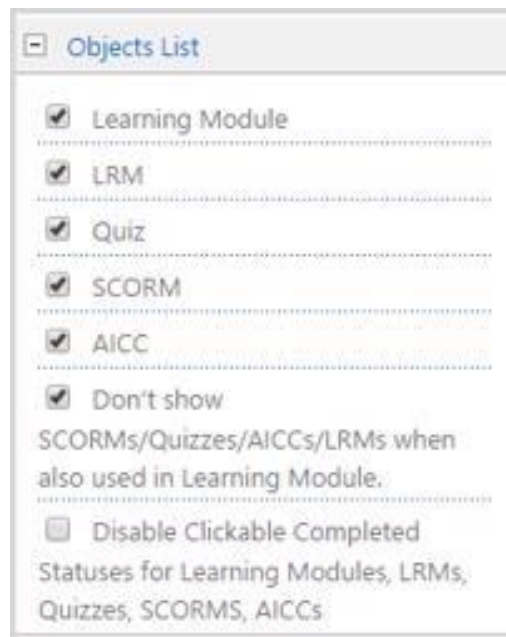 Objects List
Learning Module
LRM
Quiz
SCORM
AICC
Don't show
SCORMs/Quizzes/AICCs/LRMs when
also used in Learning Module.
Disable Clickable Completed
Statuses for Learning Modules, LRMs,
Quizzes, SCORMS, AICCs